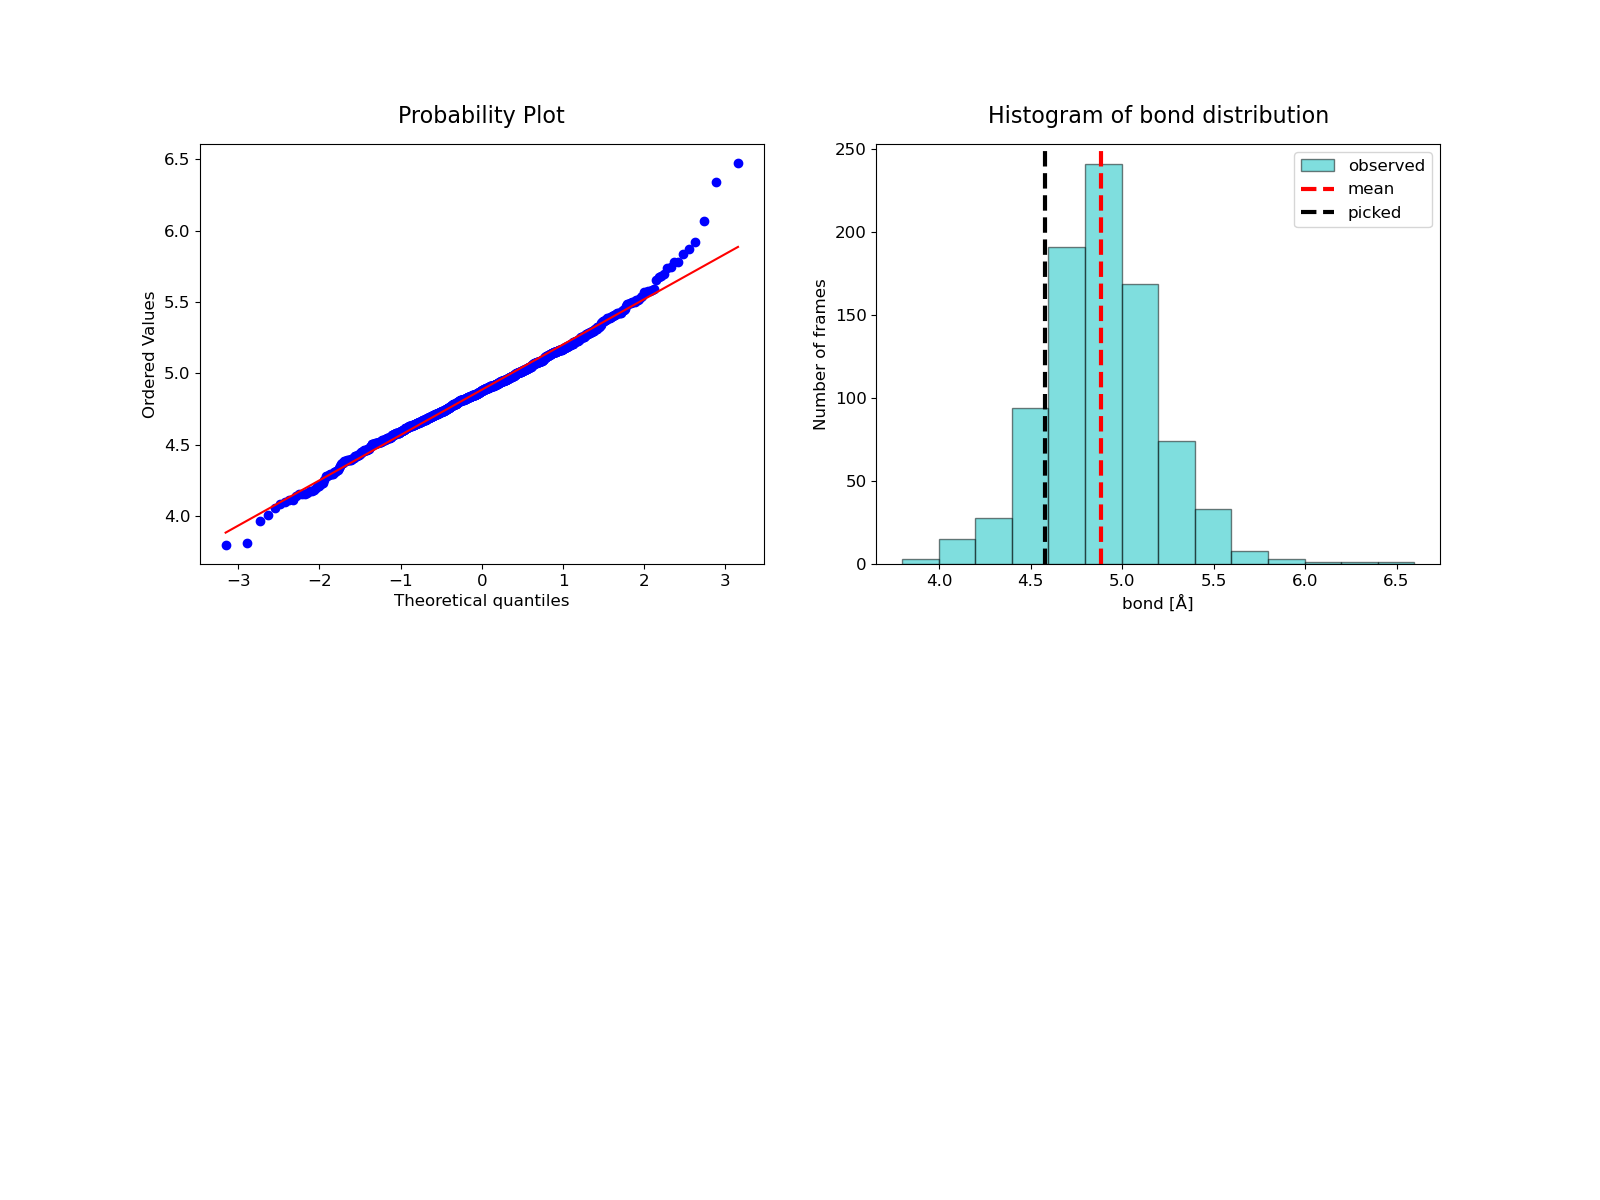 Probability Plot
6.5
6.0
5.5
5.0
4.5
4.0
Ordered Values
−3 −2 −1 0 1 2 3
Theoretical quantiles
Histogram of bond distribution
250
200
150
100
50
0
Number of frames
observed
mean
picked
4.0 4.5 5.0 5.5 6.0 6.5
bond [Å]